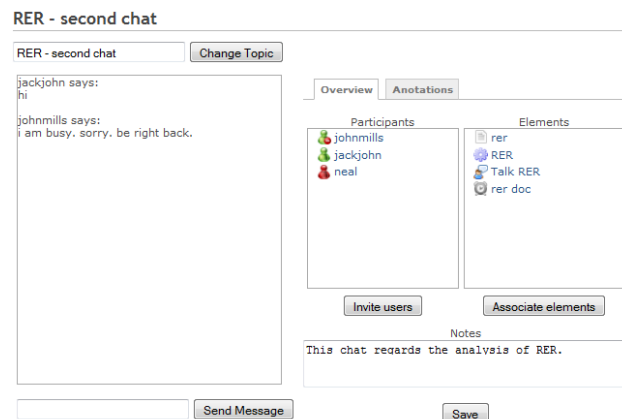 RER - second chat
RER - second chat
Change Topic
jackjohn says:
hi
johnmills says:
i am busy. sorry. be right back.
Send Message
Overview
Anotations
Participants
johnmills
jackjohn
neal
Invite users
Elements
rer
RER
Talk RER
rer doc
Associate elements
Notes
This chat regards the analysis of RER.
Save